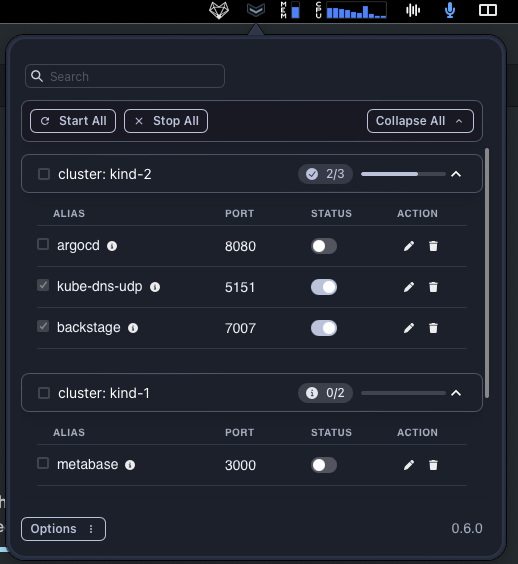 MEM
CPU
Search
Start All
Stop All
Collapse All
cluster: kind-2
2/3
ALIAS PORT STATUS ACTION
argocd 8080
kube-dns-udp 5151
backstage 7007
cluster: kind-1
0/2
ALIAS PORT STATUS ACTION
metabase 3000
Options
0.6.0